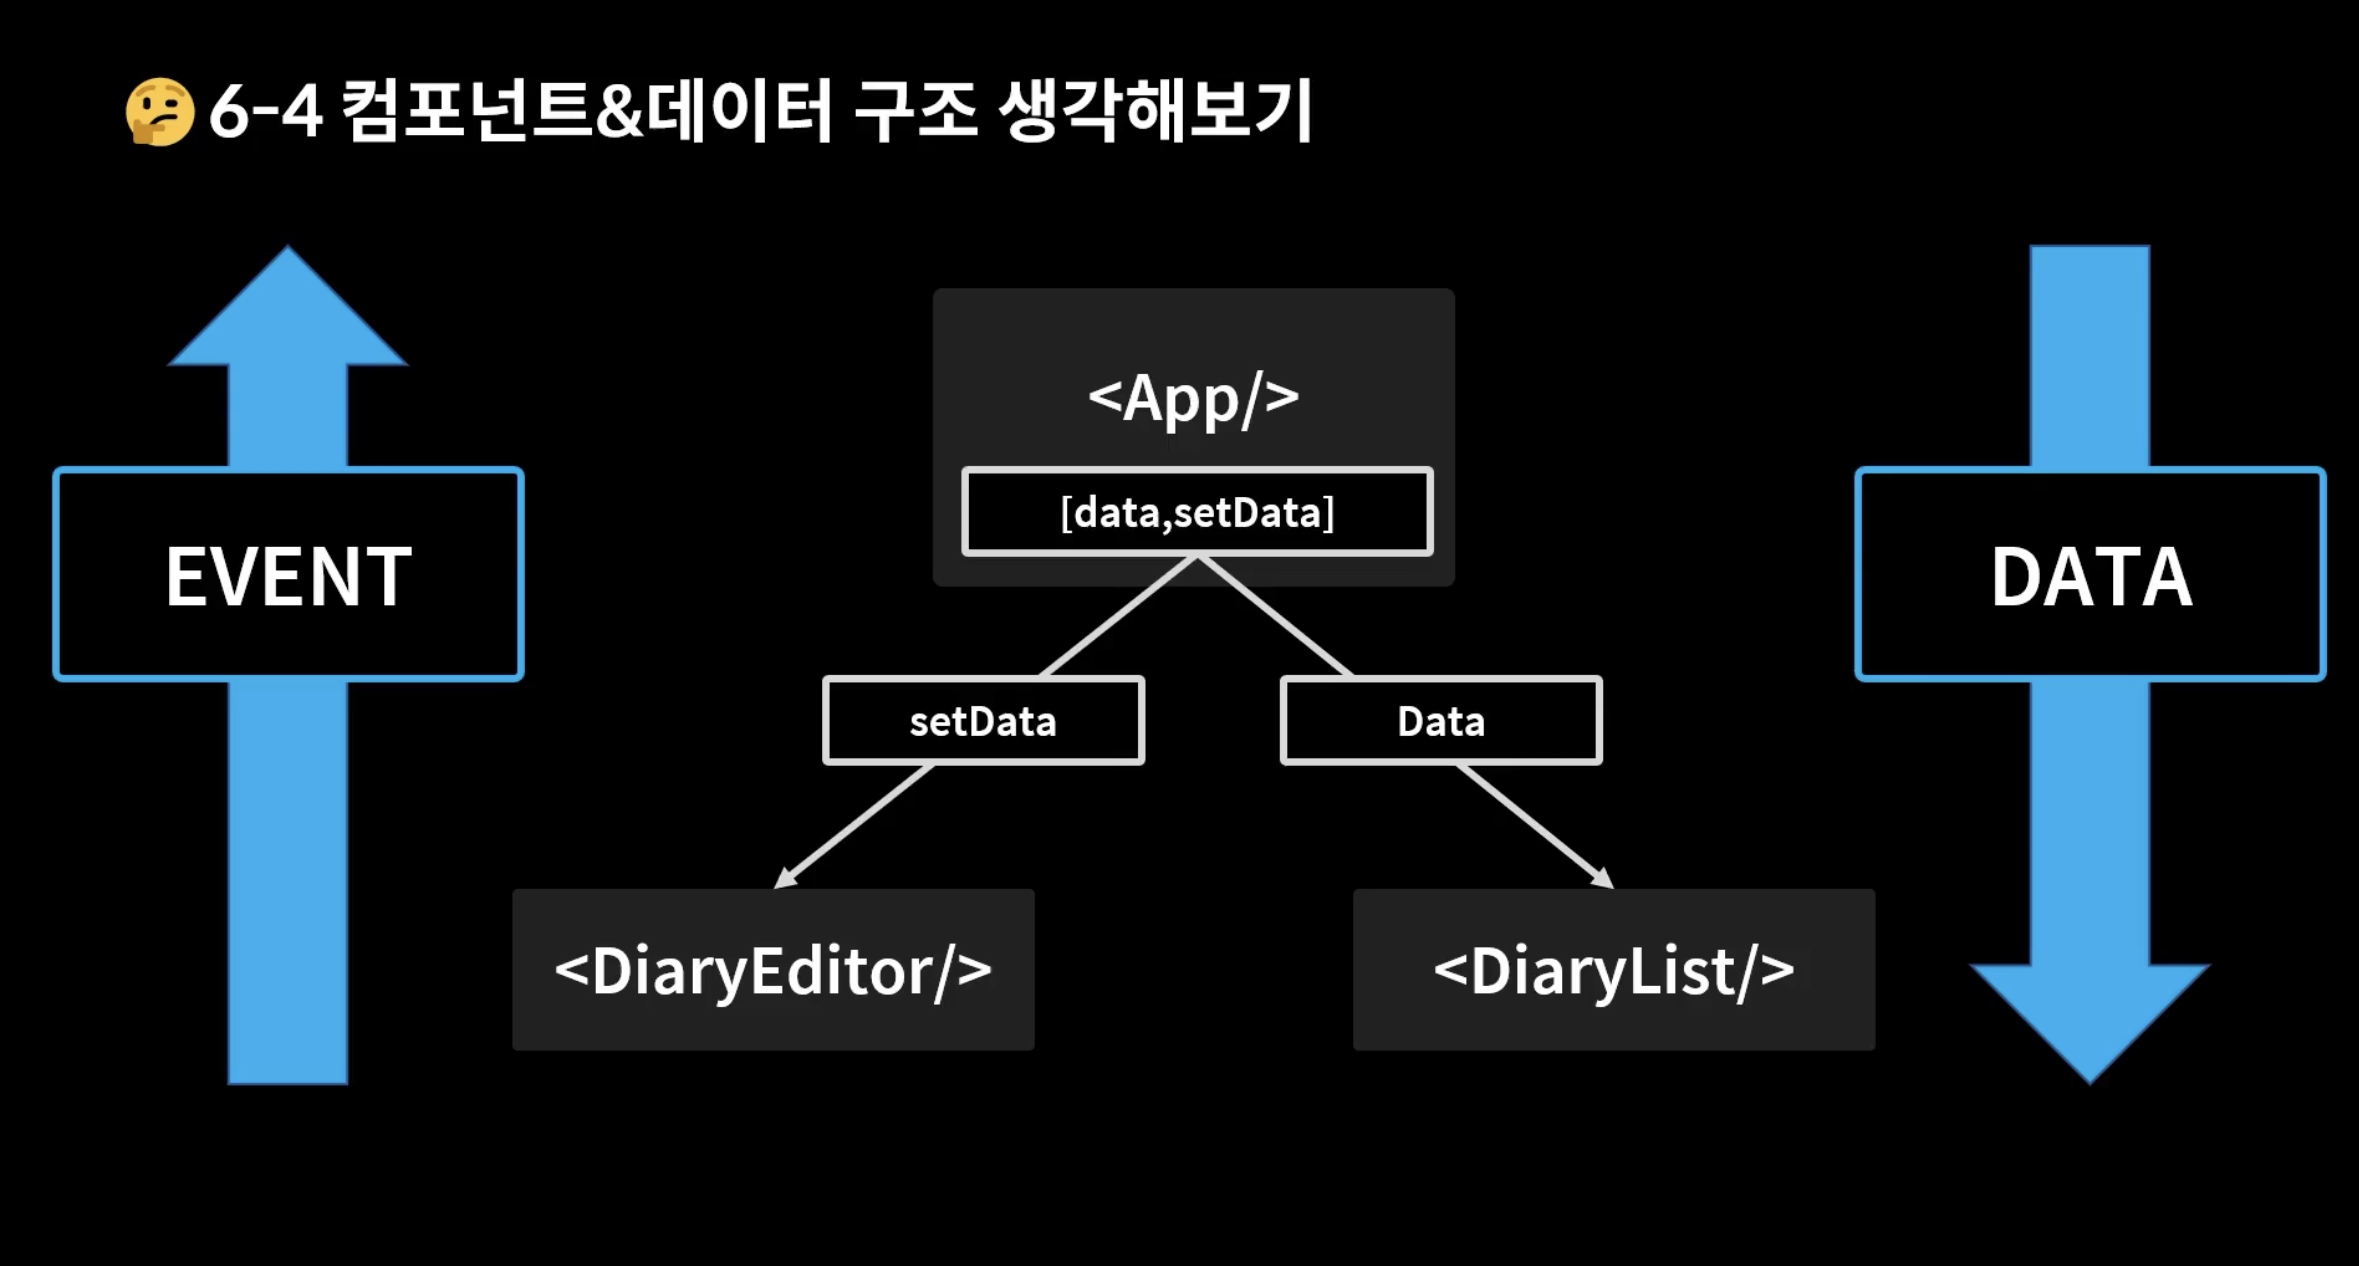 🤔 6-4 컴포넌트&데이터 구조 생각해보기
<App/>
[data,setData]
EVENT
DATA
setData
Data
<DiaryEditor/>
<DiaryList/>